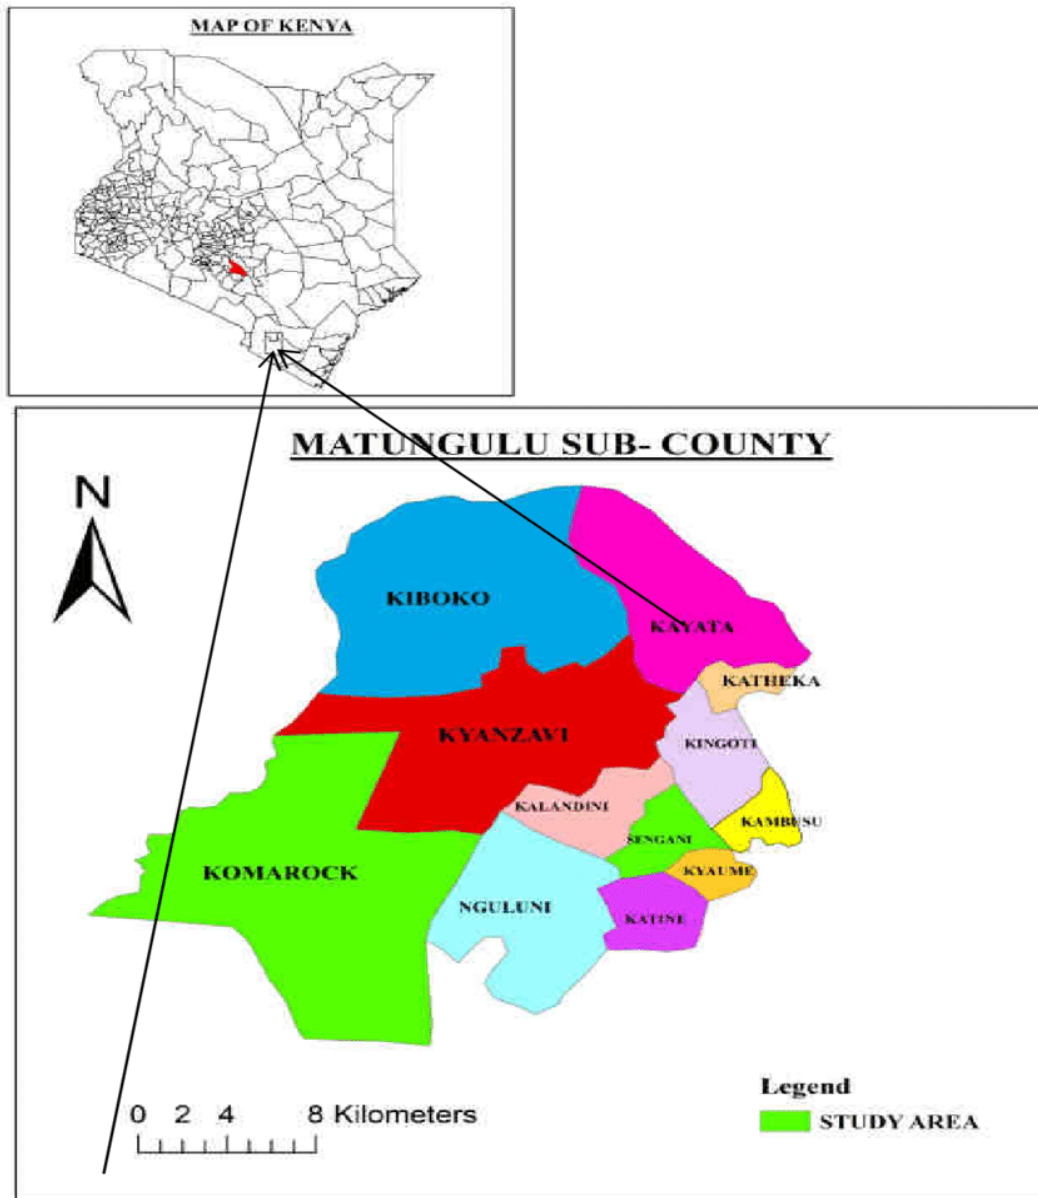 MAP OF KENYA
MATUNGULU SUB- COUNTY
N
KIBOKO
KAYATA
KATHEKA
KYANZAVI
KINGOTI
KALANDINI
KAMBUSU
SENGANI
KOMAROCK
KYAUME
NGULUNI
KATINE
Legend
0 2 4 8 Kilometers
STUDY AREA